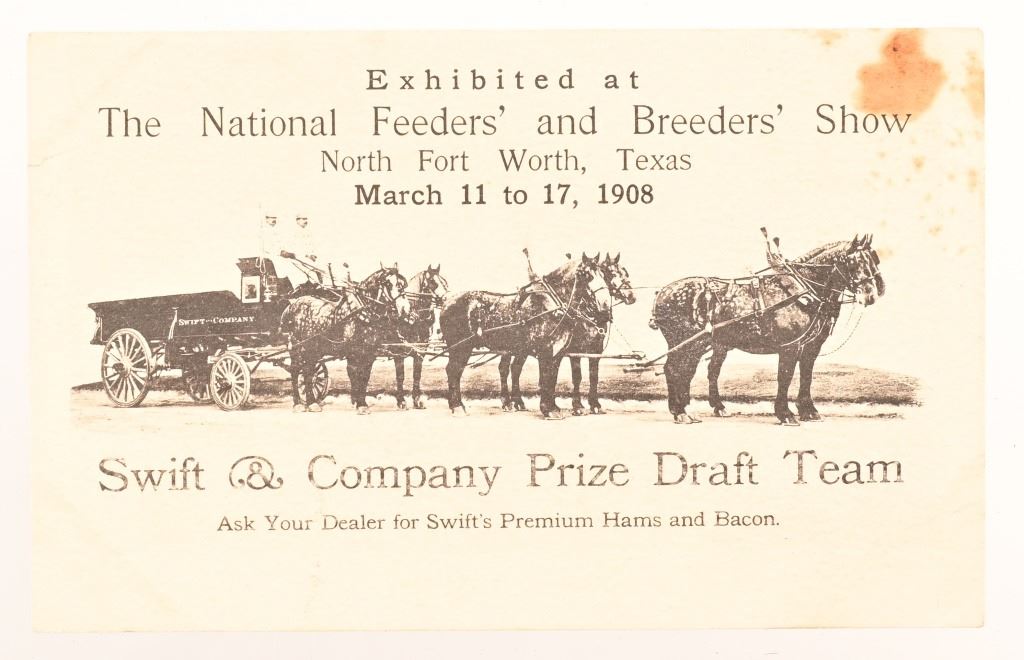 Exhibited at
The National Feeders' and Breeders' Show
North Fort Worth, Texas
March 11 to 17, 1908
SWIFT AND COMPANY
Swift & Company Prize Draft Team
Ask Your Dealer for Swift's Premium Hams and Bacon.